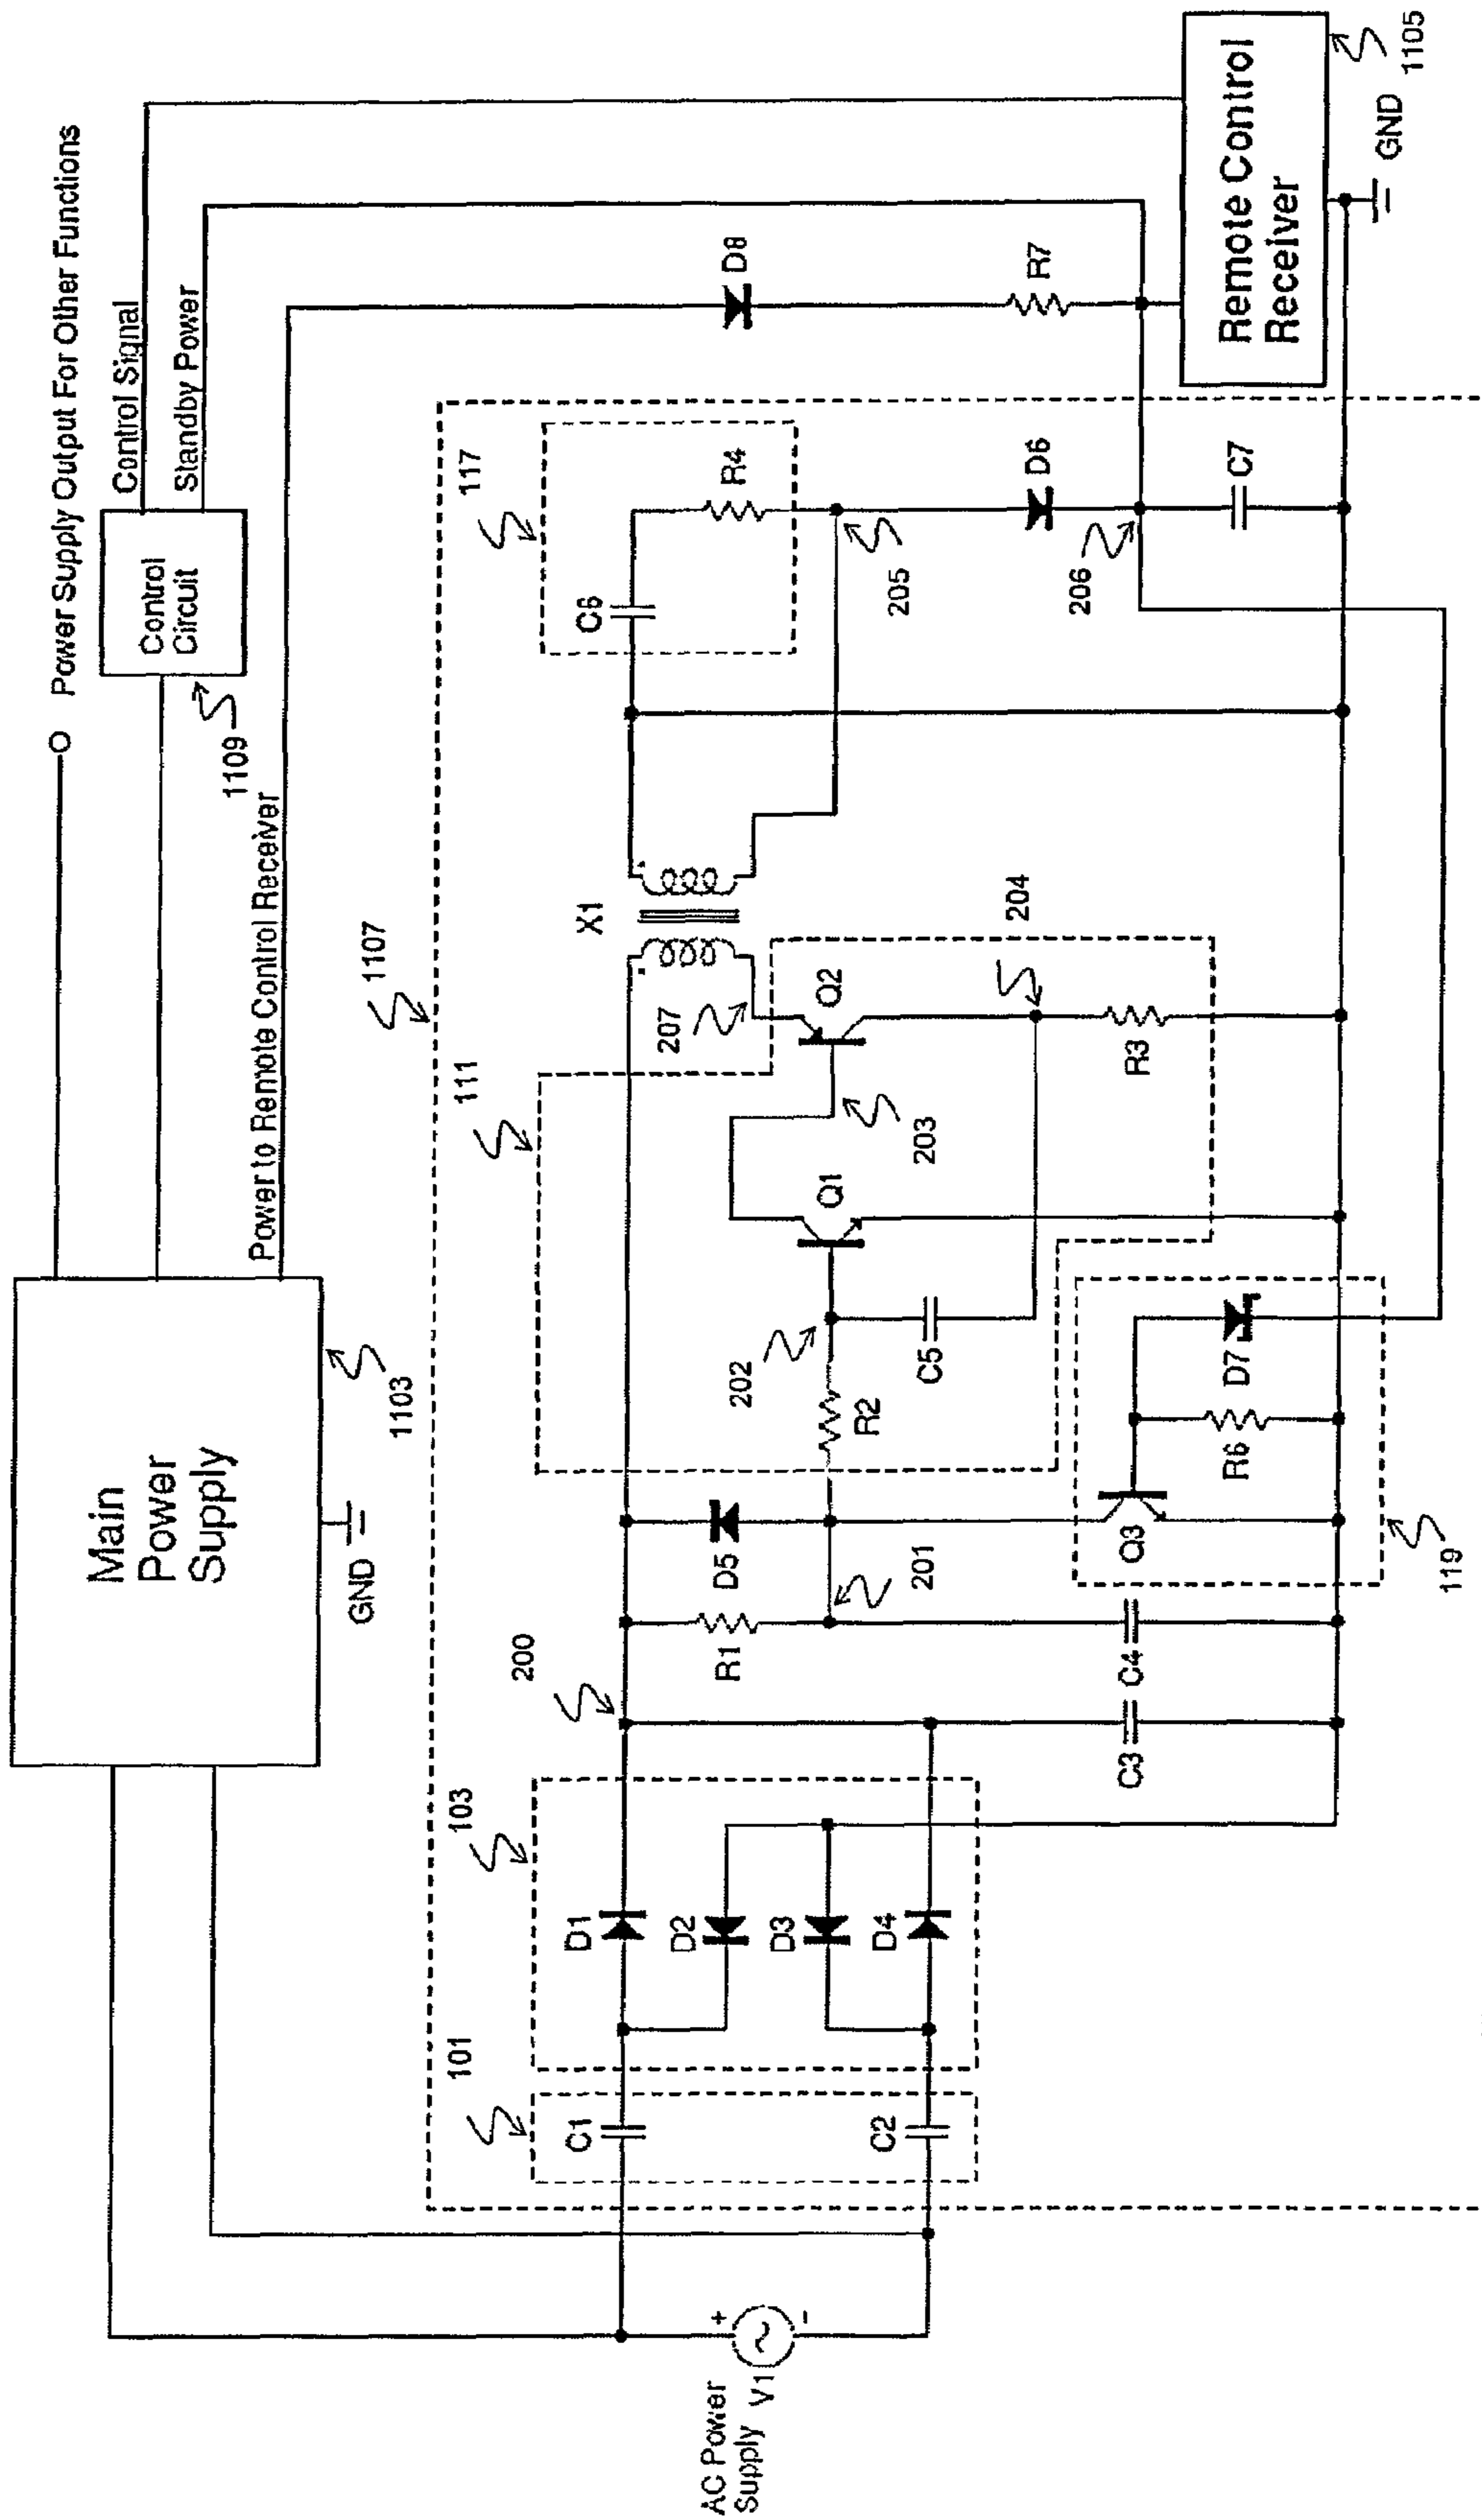 Power Supply Output For Other Functions
Control Signal
Standby Power
Control
Circuit
1109
Power to Remote Control Receiver
Main
Power
Supply
1103
GND
1107
117
C6
R4
205
D6
206
C7
D8
R7
Remote Control
Receiver
1105
GND
111
X1
207
Q2
204
203
R3
Q1
202
C5
R2
D5
201
R1
200
D7
R6
Q3
119
C4
C3
103
D1
D2
D3
D4
101
C1
C2
+
~
-
AC Power
Supply V1